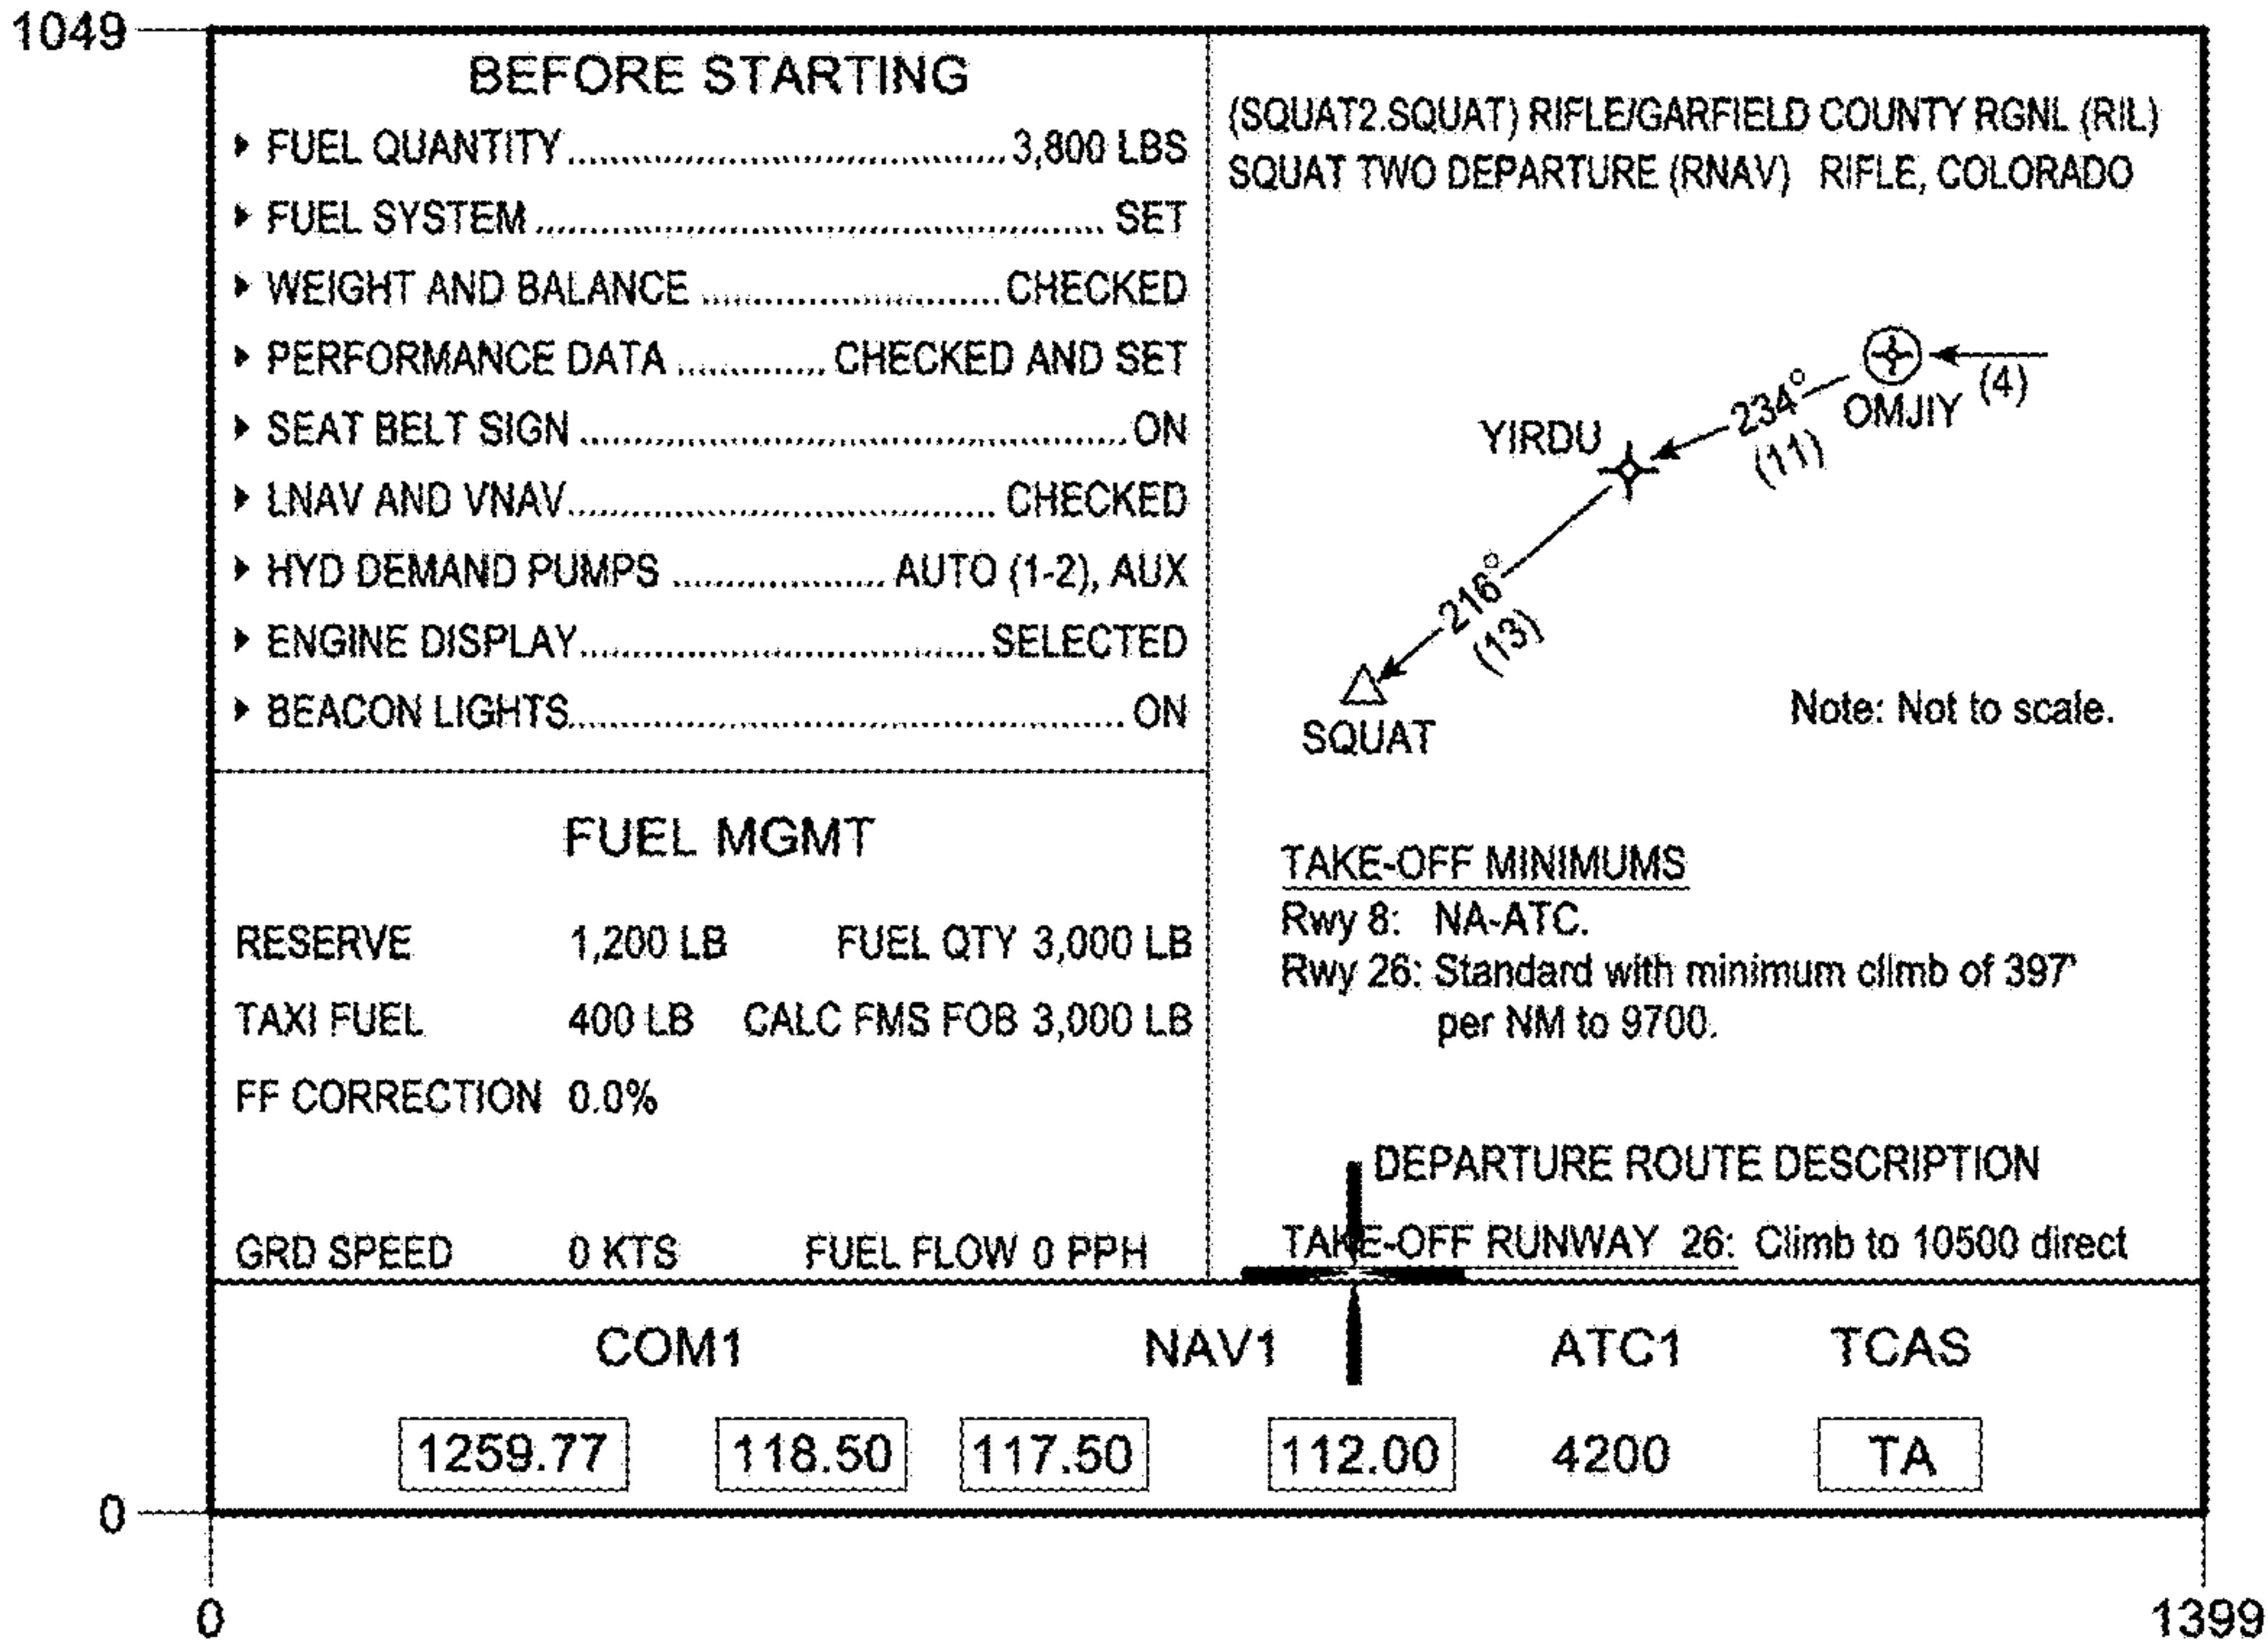 1049
BEFORE STARTING
▸ FUEL QUANTITY....................................3,800 LBS
▸ FUEL SYSTEM................................................ SET
▸ WEIGHT AND BALANCE .........................CHECKED
▸ PERFORMANCE DATA ............. CHECKED AND SET
▸ SEAT BELT SIGN ..............................................ON
▸ LNAV AND VNAV.................................... CHECKED
▸ HYD DEMAND PUMPS .................. AUTO (1-2), AUX
▸ ENGINE DISPLAY..................................SELECTED
▸ BEACON LIGHTS............................................... ON
FUEL MGMT
RESERVE 1,200 LB FUEL QTY 3,000 LB
TAXI FUEL 400 LB CALC FMS FOB 3,000 LB
FF CORRECTION 0.0%
GRD SPEED 0 KTS FUEL FLOW 0 PPH
(SQUAT2.SQUAT) RIFLE/GARFIELD COUNTY RGNL (RIL)
SQUAT TWO DEPARTURE (RNAV) RIFLE, COLORADO
(4)
OMJIY
234°
(11)
YIRDU
216°
(13)
SQUAT
Note: Not to scale.
TAKE-OFF MINIMUMS
Rwy 8: NA-ATC.
Rwy 26: Standard with minimum climb of 397'
per NM to 9700.
DEPARTURE ROUTE DESCRIPTION
TAKE-OFF RUNWAY 26: Climb to 10500 direct
COM1 NAV1 ATC1 TCAS
1259.77 118.50 117.50 112.00 4200 TA
0
0 1399